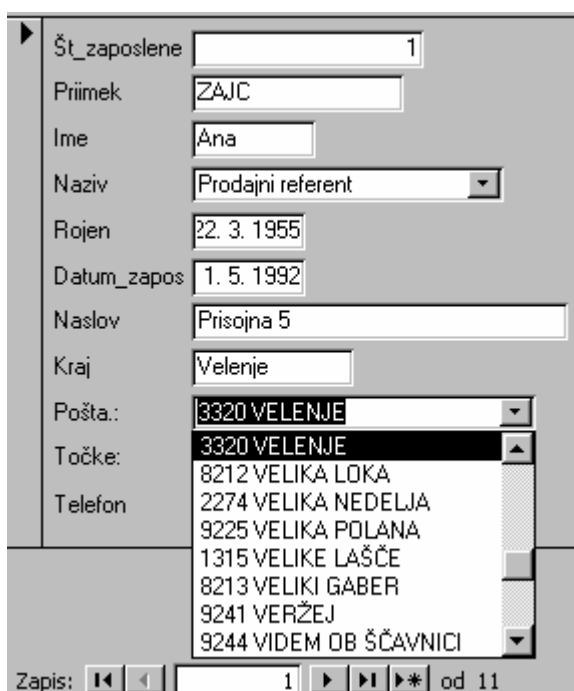 Št_zaposlene 1
Priimek ZAJC
Ime Ana
Naziv Prodajni referent
Rojen 22. 3. 1955
Datum_zapos 1. 5. 1992
Naslov Prisojna 5
Kraj Velenje
Pošta.: 3320 VELENJE
3320 VELENJE
Točke:
8212 VELIKA LOKA
2274 VELIKA NEDELJA
Telefon
9225 VELIKA POLANA
1315 VELIKE LAŠČE
8213 VELIKI GABER
9241 VERŽEJ
9244 VIDEM OB ŠČAVNICI
Zapis: 1 od 11